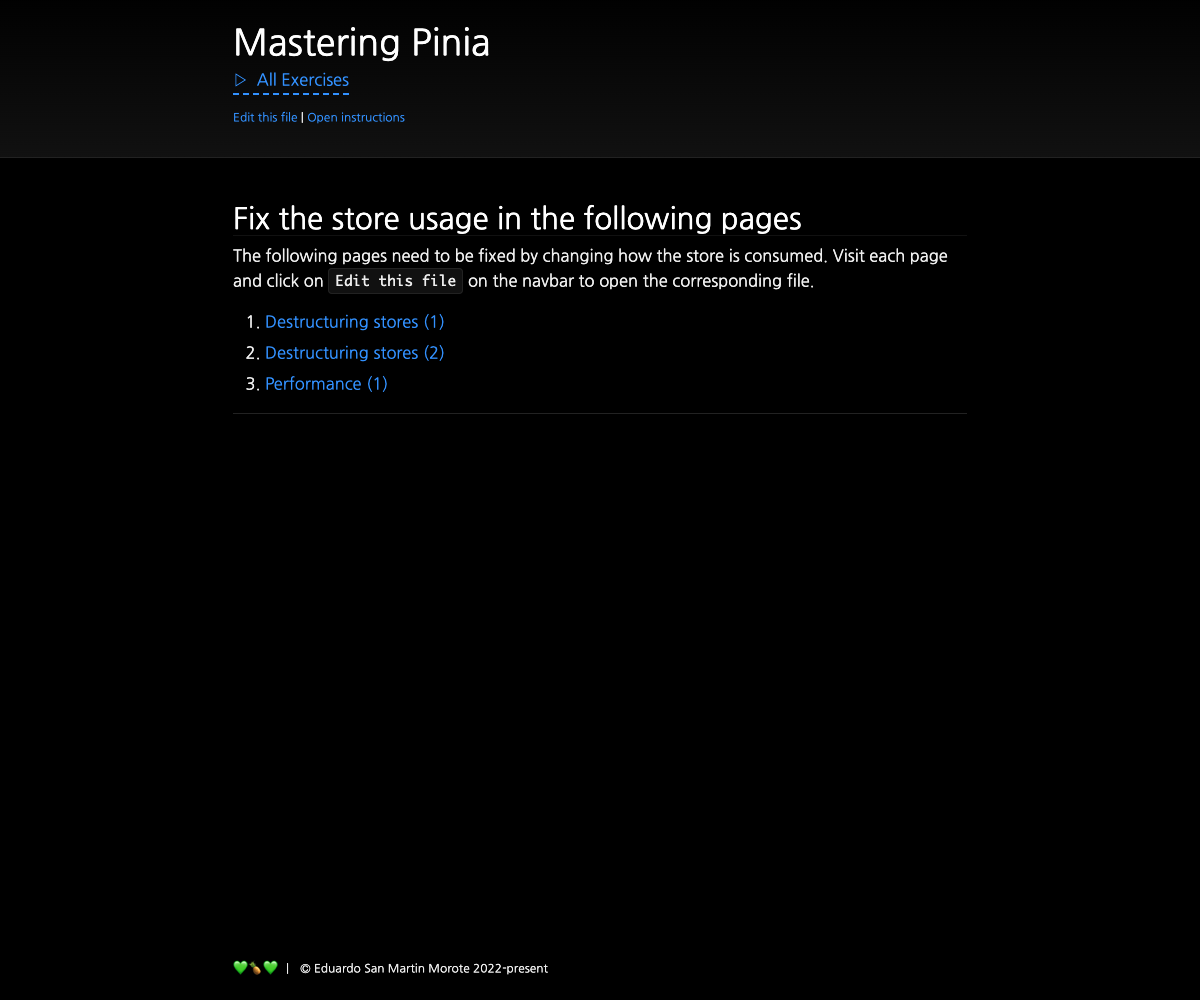 Mastering Pinia
▷ All Exercises
Edit this file | Open instructions
Fix the store usage in the following pages
The following pages need to be fixed by changing how the store is consumed. Visit each page
and click on Edit this file on the navbar to open the corresponding file.
1. Destructuring stores (1)
2. Destructuring stores (2)
3. Performance (1)
💚🍍💚 | © Eduardo San Martin Morote 2022-present